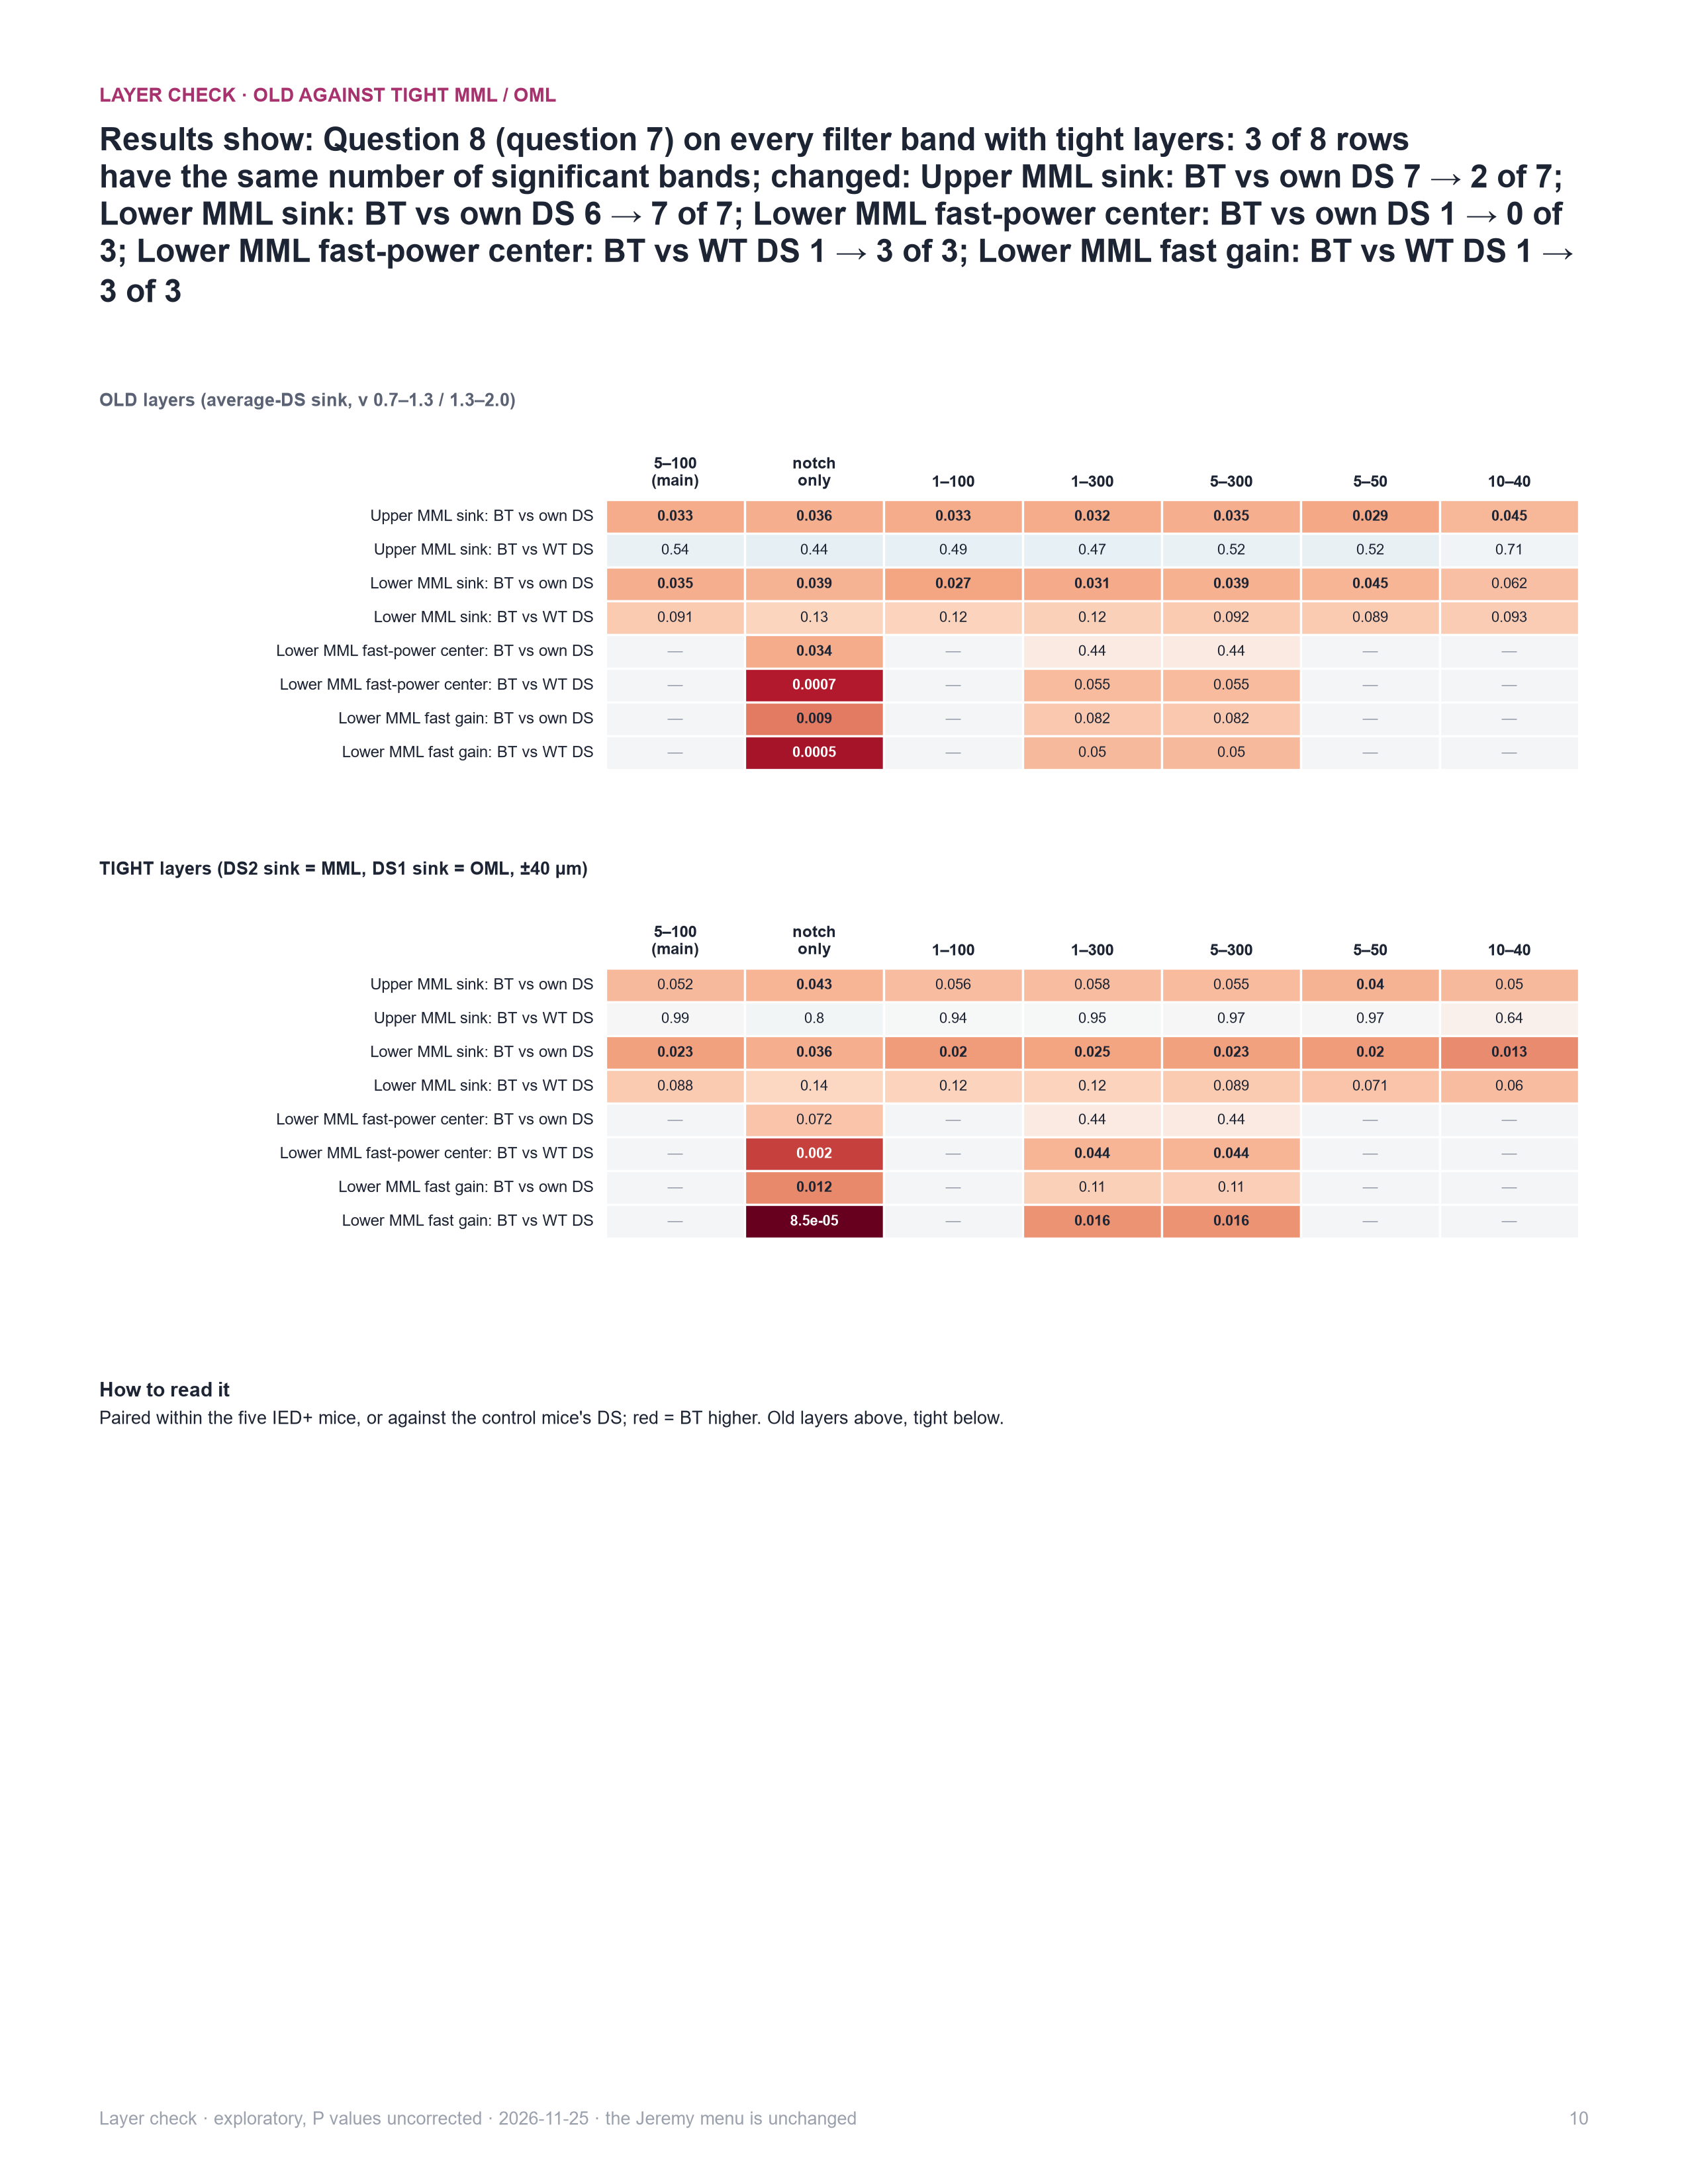 LAYER CHECK · OLD AGAINST TIGHT MML / OML
Results show: Question 8 (question 7) on every filter band with tight layers: 3 of 8 rows
have the same number of significant bands; changed: Upper MML sink: BT vs own DS 7 → 2 of 7;
Lower MML sink: BT vs own DS 6 → 7 of 7; Lower MML fast-power center: BT vs own DS 1 → 0 of
3; Lower MML fast-power center: BT vs WT DS 1 → 3 of 3; Lower MML fast gain: BT vs WT DS 1 →
3 of 3
OLD layers (average-DS sink, v 0.7–1.3 / 1.3–2.0)
5–100 (main) notch only 1–100 1–300 5–300 5–50 10–40
Upper MML sink: BT vs own DS 0.033 0.036 0.033 0.032 0.035 0.029 0.045
Upper MML sink: BT vs WT DS 0.54 0.44 0.49 0.47 0.52 0.52 0.71
Lower MML sink: BT vs own DS 0.035 0.039 0.027 0.031 0.039 0.045 0.062
Lower MML sink: BT vs WT DS 0.091 0.13 0.12 0.12 0.092 0.089 0.093
Lower MML fast-power center: BT vs own DS — 0.034 — 0.44 0.44 — —
Lower MML fast-power center: BT vs WT DS — 0.0007 — 0.055 0.055 — —
Lower MML fast gain: BT vs own DS — 0.009 — 0.082 0.082 — —
Lower MML fast gain: BT vs WT DS — 0.0005 — 0.05 0.05 — —
TIGHT layers (DS2 sink = MML, DS1 sink = OML, ±40 µm)
5–100 (main) notch only 1–100 1–300 5–300 5–50 10–40
Upper MML sink: BT vs own DS 0.052 0.043 0.056 0.058 0.055 0.04 0.05
Upper MML sink: BT vs WT DS 0.99 0.8 0.94 0.95 0.97 0.97 0.64
Lower MML sink: BT vs own DS 0.023 0.036 0.02 0.025 0.023 0.02 0.013
Lower MML sink: BT vs WT DS 0.088 0.14 0.12 0.12 0.089 0.071 0.06
Lower MML fast-power center: BT vs own DS — 0.072 — 0.44 0.44 — —
Lower MML fast-power center: BT vs WT DS — 0.002 — 0.044 0.044 — —
Lower MML fast gain: BT vs own DS — 0.012 — 0.11 0.11 — —
Lower MML fast gain: BT vs WT DS — 8.5e-05 — 0.016 0.016 — —
How to read it
Paired within the five IED+ mice, or against the control mice's DS; red = BT higher. Old layers above, tight below.
Layer check · exploratory, P values uncorrected · 2026-11-25 · the Jeremy menu is unchanged 10